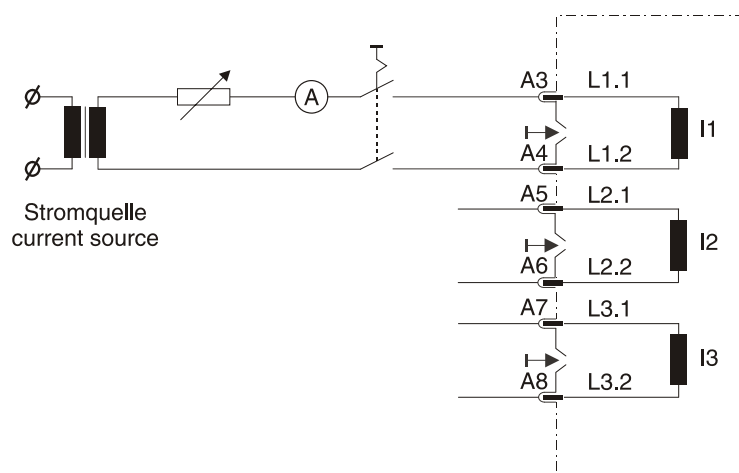 A
A3
L1.1
I1
A4
L1.2
A5
L2.1
Stromquelle
current source
I2
A6
L2.2
A7
L3.1
I3
A8
L3.2